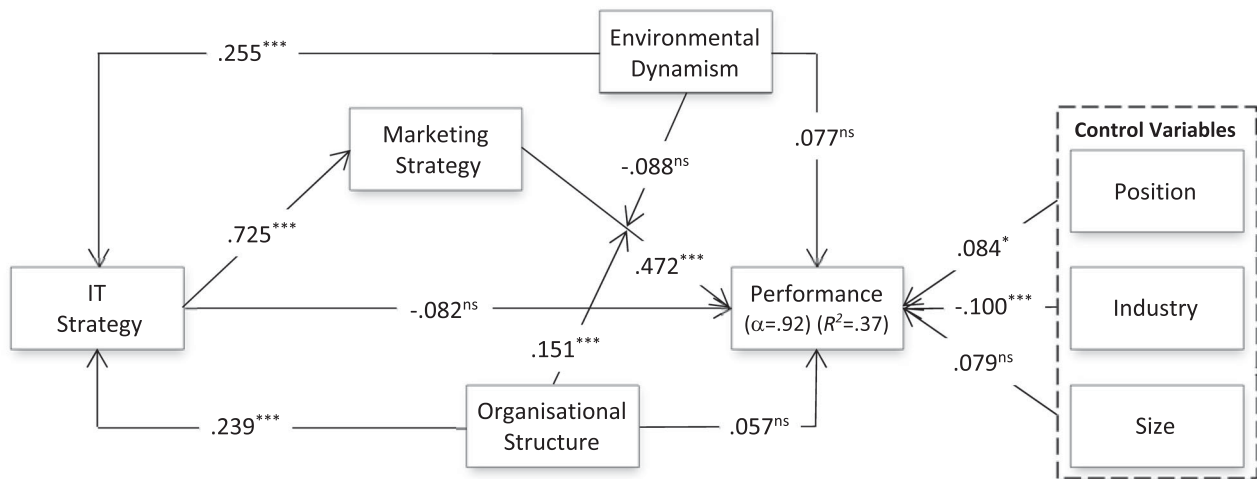 Environmental
Dynamism
.255***
Marketing
Strategy
.077ns
Control Variables
-.088ns
Position
.725***
.084*
.472***
IT
Strategy
-.082ns
Performance
(α=.92) (R²=.37)
-.100***
Industry
.151***
.079ns
Organisational
Structure
.239***
.057ns
Size